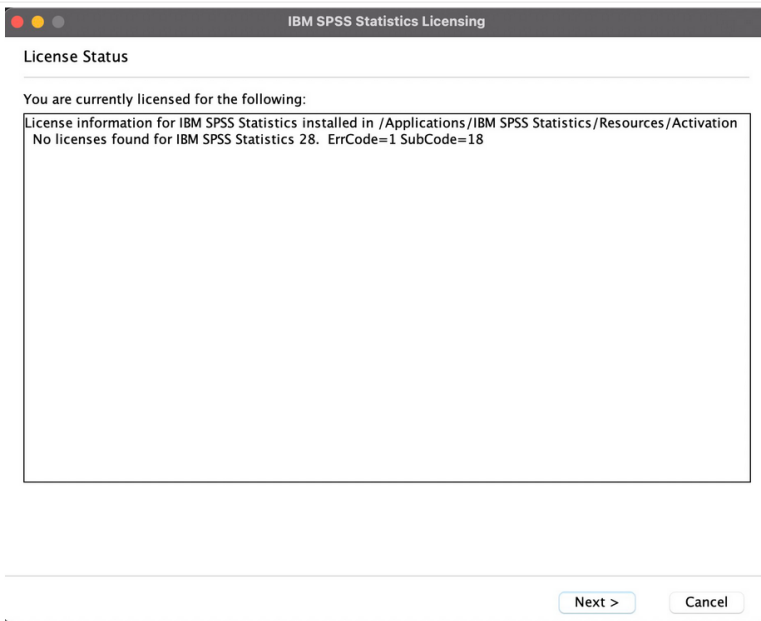 IBM SPSS Statistics Licensing
License Status
You are currently licensed for the following:
License information for IBM SPSS Statistics installed in /Applications/IBM SPSS Statistics/Resources/Activation
No licenses found for IBM SPSS Statistics 28.  ErrCode=1 SubCode=18
Next >
Cancel